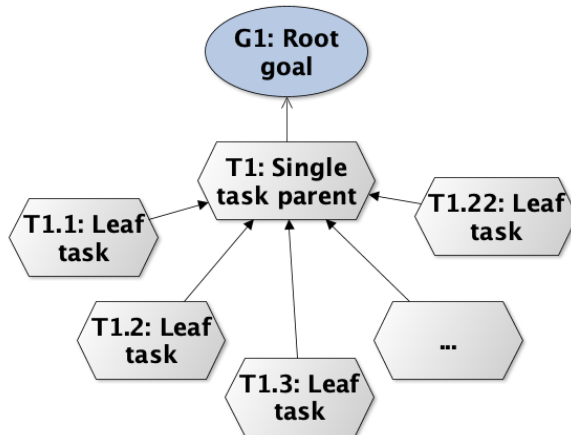 G1: Root
goal
T1: Single
task parent
T1.1: Leaf
task
T1.22: Leaf
task
T1.2: Leaf
task
...
T1.3: Leaf
task